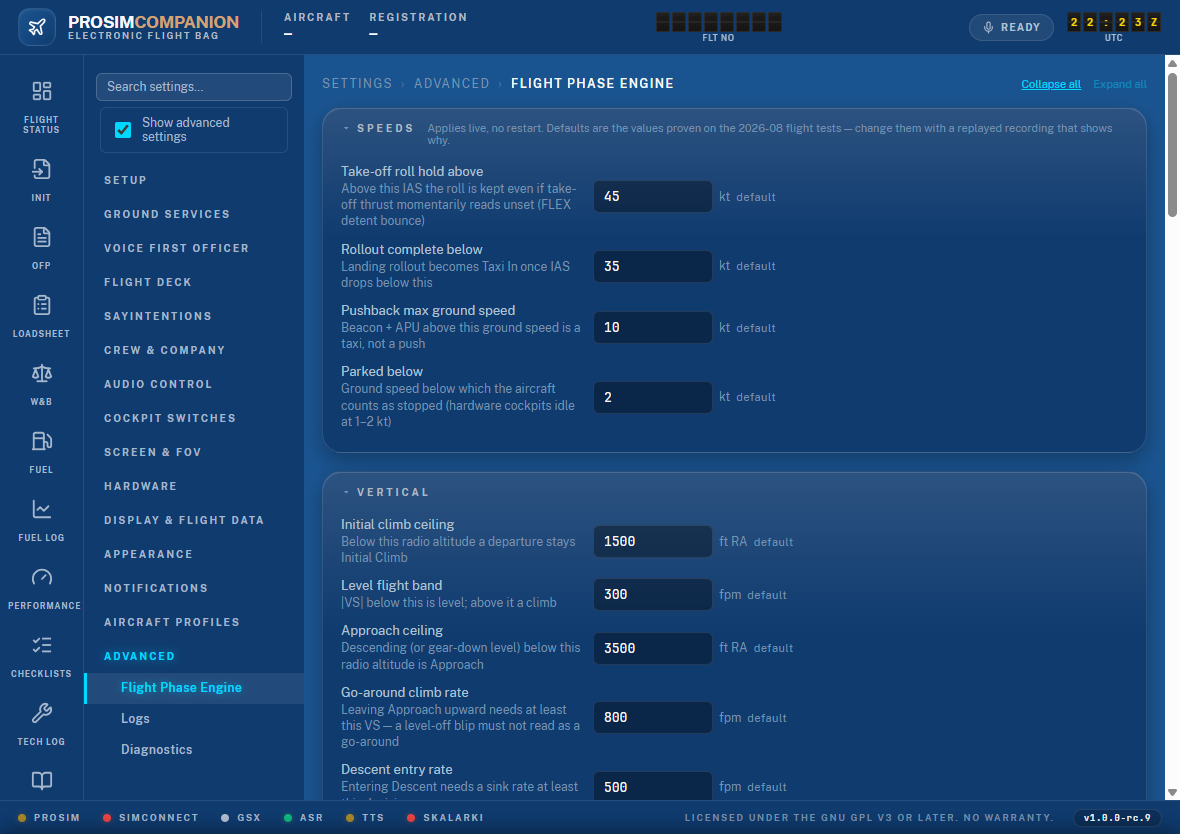 PROSIMCOMPANION
ELECTRONIC FLIGHT BAG
AIRCRAFT
–
REGISTRATION
–
FLT NO
READY
22:23Z
UTC
FLIGHT
STATUS
INIT
OFP
LOADSHEET
W&B
FUEL
FUEL LOG
PERFORMANCE
CHECKLISTS
TECH LOG
Search settings...
Show advanced
settings
SETUP
GROUND SERVICES
VOICE FIRST OFFICER
FLIGHT DECK
SAYINTENTIONS
CREW & COMPANY
AUDIO CONTROL
COCKPIT SWITCHES
SCREEN & FOV
HARDWARE
DISPLAY & FLIGHT DATA
APPEARANCE
NOTIFICATIONS
AIRCRAFT PROFILES
ADVANCED
Flight Phase Engine
Logs
Diagnostics
SETTINGS › ADVANCED › FLIGHT PHASE ENGINE
Collapse all Expand all
SPEEDS
Applies live, no restart. Defaults are the values proven on the 2026-08 flight tests — change them with a replayed recording that shows
why.
Take-off roll hold above
Above this IAS the roll is kept even if take-
off thrust momentarily reads unset (FLEX
detent bounce)
45 kt default
Rollout complete below
Landing rollout becomes Taxi In once IAS
drops below this
35 kt default
Pushback max ground speed
Beacon + APU above this ground speed is a
taxi, not a push
10 kt default
Parked below
Ground speed below which the aircraft
counts as stopped (hardware cockpits idle
at 1–2 kt)
2 kt default
VERTICAL
Initial climb ceiling
Below this radio altitude a departure stays
Initial Climb
1500 ft RA default
Level flight band
|VS| below this is level; above it a climb
300 fpm default
Approach ceiling
Descending (or gear-down level) below this
radio altitude is Approach
3500 ft RA default
Go-around climb rate
Leaving Approach upward needs at least
this VS — a level-off blip must not read as a
go-around
800 fpm default
Descent entry rate
Entering Descent needs a sink rate at least
500 fpm default
PROSIM
SIMCONNECT
GSX
ASR
TTS
SKALARKI
LICENSED UNDER THE GNU GPL V3 OR LATER. NO WARRANTY.
v1.0.0-rc.9